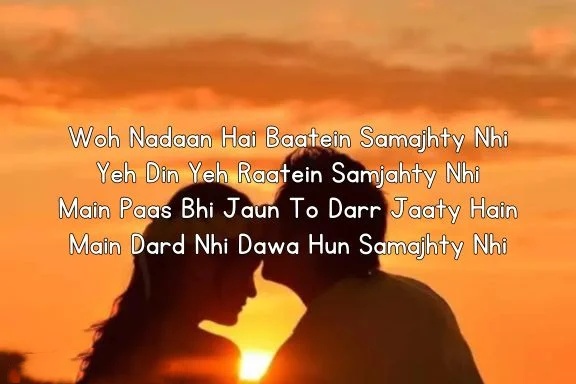 Woh Nadaan Hai Baatein Samajhty Nhi
Yeh Din Yeh Raatein Samjahty Nhi
Main Paas Bhi Jaun To Darr Jaaty Hain
Main Dard Nhi Dawa Hun Samajhty Nhi